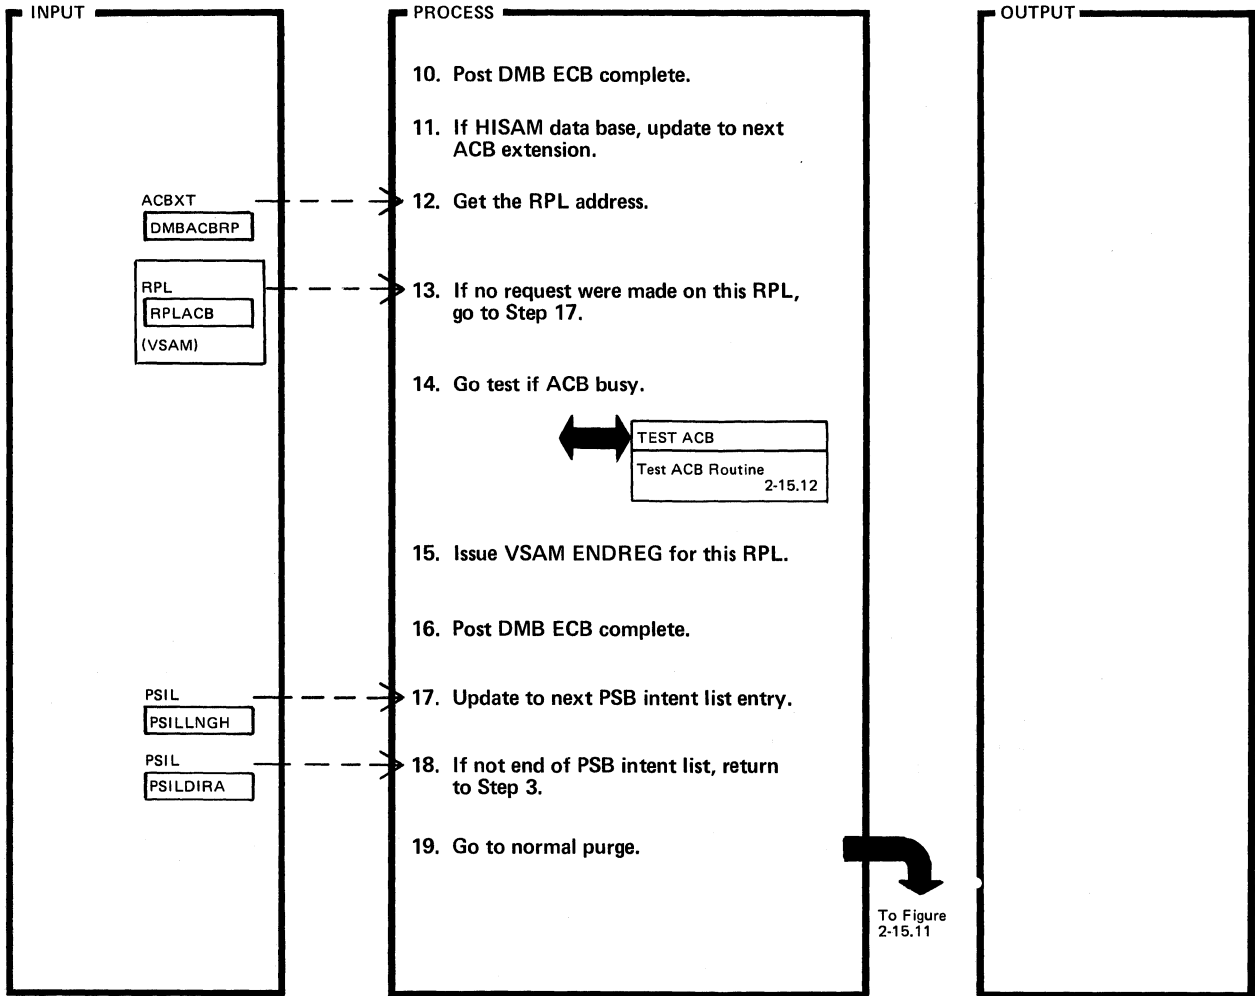 INPUT
PROCESS
OUTPUT
10. Post DMB ECB complete.
11. If HISAM data base, update to next
ACB extension.
ACBXT
DMBACBRP
12. Get the RPL address.
RPL
RPLACB
(VSAM)
13. If no request were made on this RPL,
go to Step 17.
14. Go test if ACB busy.
TEST ACB
Test ACB Routine
2-15.12
15. Issue VSAM ENDREG for this RPL.
16. Post DMB ECB complete.
PSIL
PSILLNGH
17. Update to next PSB intent list entry.
PSIL
PSILDIRA
18. If not end of PSB intent list, return
to Step 3.
19. Go to normal purge.
To Figure
2-15.11